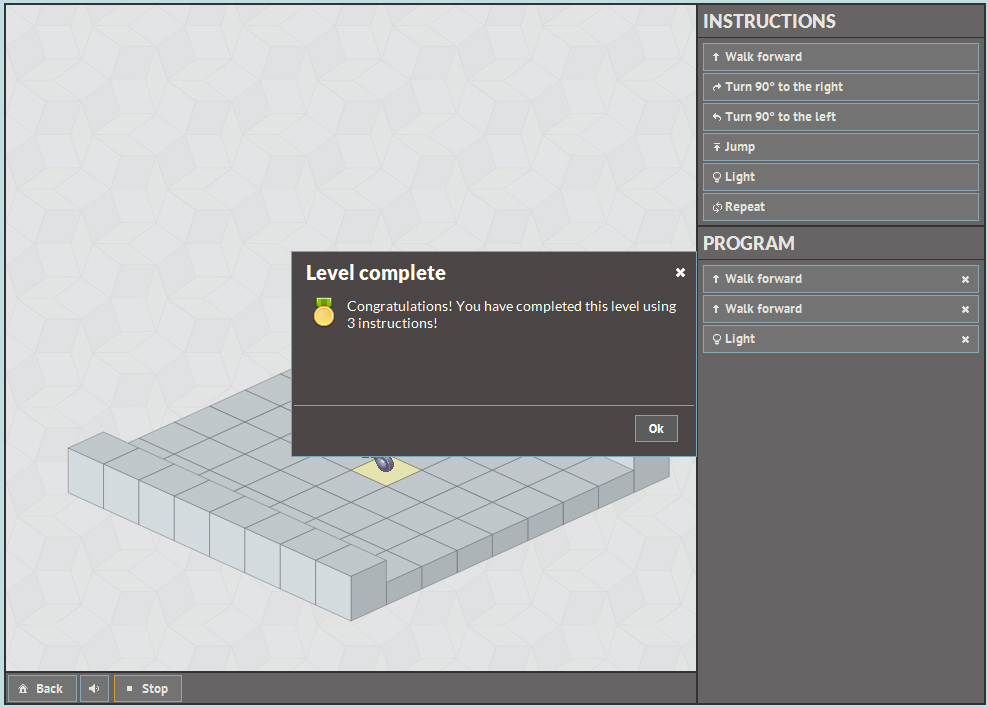 INSTRUCTIONS
Walk forward
Turn 90° to the right
Turn 90° to the left
Jump
Light
Repeat
PROGRAM
Walk forward
Walk forward
Light
Level complete
Congratulations! You have completed this level using
3 instructions!
Ok
Back
Stop